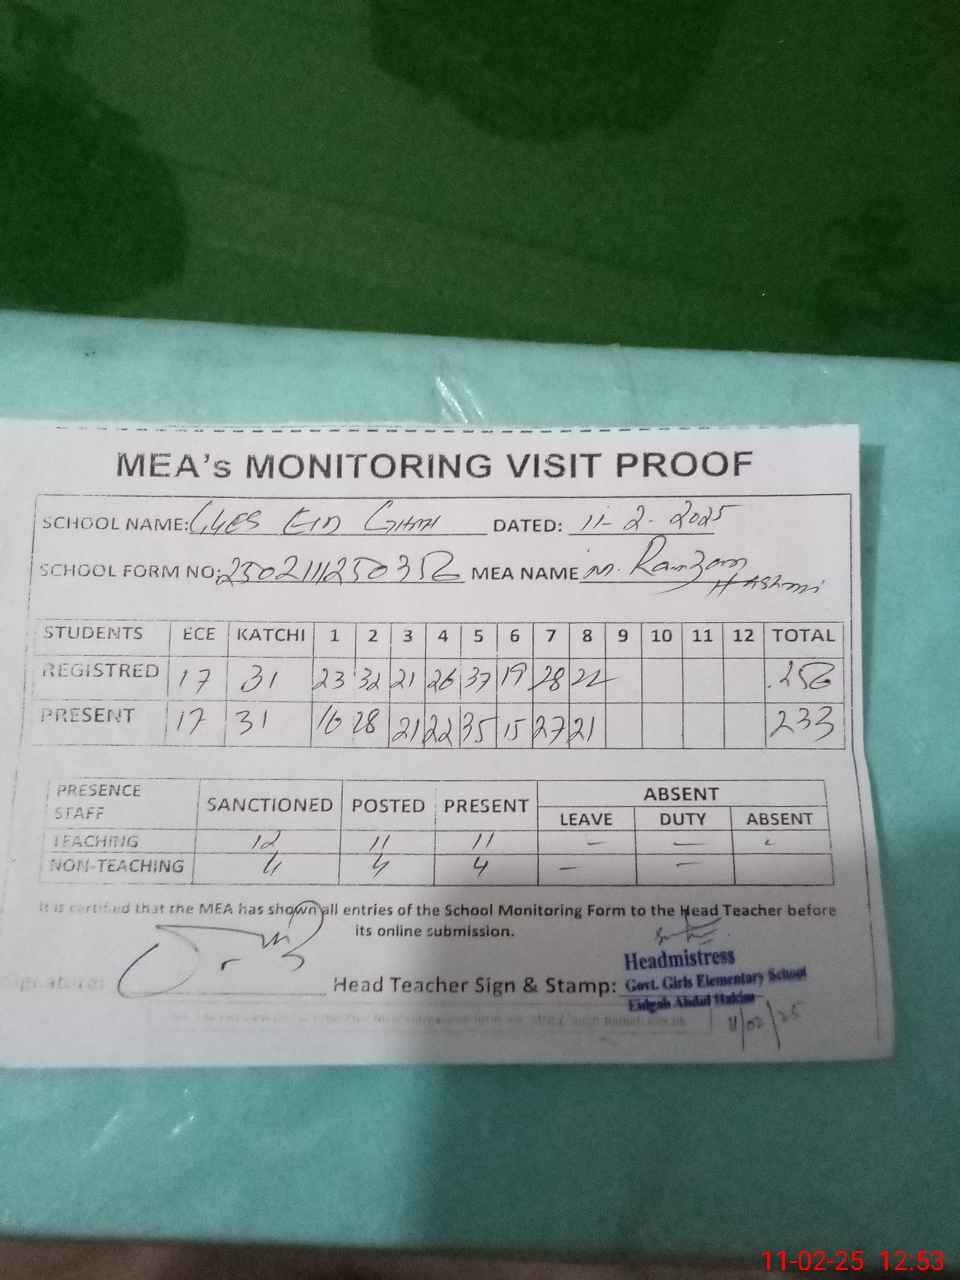 MEA's MONITORING VISIT PROOF
SCHOOL NAME: GGES EID GHAH DATED: 11-2-2025
SCHOOL FORM NO: 2502111250356 MEA NAME M. Ramzan Hashmi
STUDENTS ECE KATCHI 1 2 3 4 5 6 7 8 9 10 11 12 TOTAL
REGISTRED 17 31 23 32 21 26 37 19 28 22 256
PRESENT 17 31 16 28 21 22 35 15 27 21 233
PRESENCE STAFF SANCTIONED POSTED PRESENT ABSENT
LEAVE DUTY ABSENT
TEACHING 12 11 11 — —
NON-TEACHING 4 4 4 — —
It is certified that the MEA has shown all entries of the School Monitoring Form to the Head Teacher before
its online submission.
Signature: Head Teacher Sign & Stamp:
Headmistress
Govt. Girls Elementary School
Eidgah Abdul Hakim
11/02/25
11-02-25 12:53